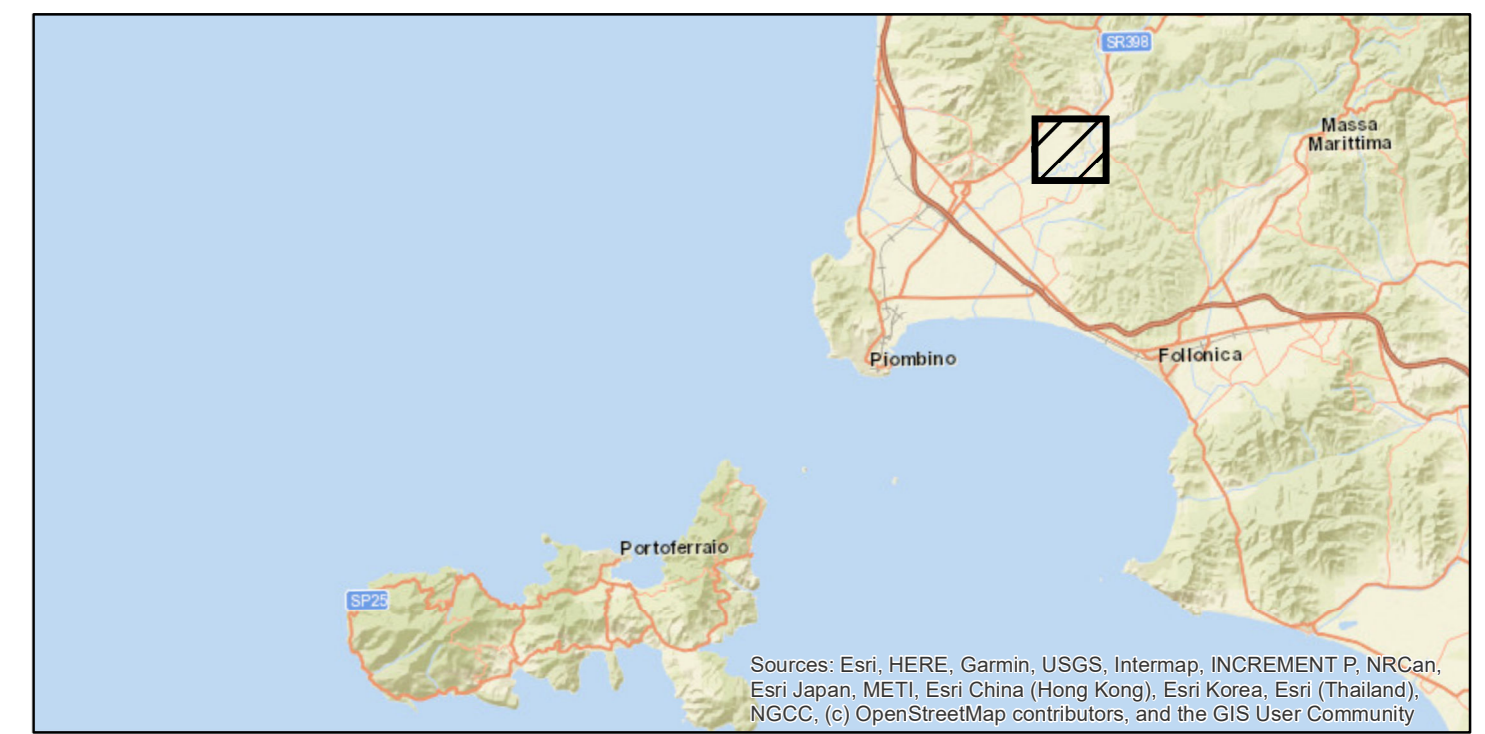 SR398
Massa
Marittima
Piombino
Follonica
Portoferraio
SP25
Sources: Esri, HERE, Garmin, USGS, Intermap, INCREMENT P, NRCan,
Esri Japan, METI, Esri China (Hong Kong), Esri Korea, Esri (Thailand),
NGCC, (c) OpenStreetMap contributors, and the GIS User Community